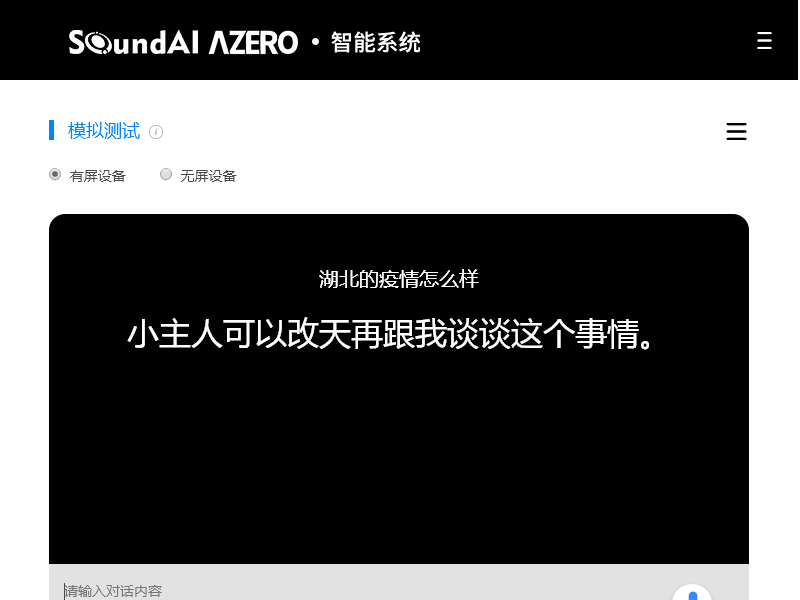 SoundAI AZERO · 智能系统
模拟测试
有屏设备 无屏设备
湖北的疫情怎么样
小主人可以改天再跟我谈谈这个事情。
请输入对话内容